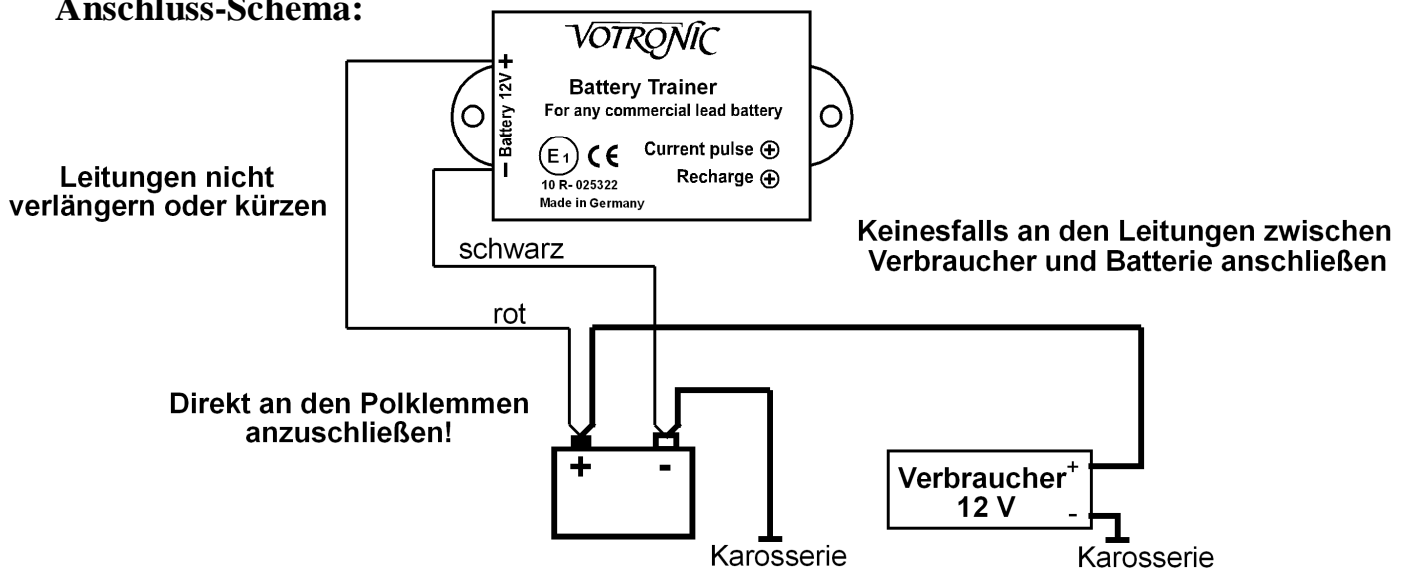 Anschluss-Schema:
VOTRONIC
Battery Trainer
For any commercial lead battery
− Battery 12V +
E1 CE
Current pulse
Recharge
10 R- 025322
Made in Germany
Leitungen nicht
verlängern oder kürzen
Keinesfalls an den Leitungen zwischen
Verbraucher und Batterie anschließen
schwarz
rot
Direkt an den Polklemmen
anzuschließen!
+ -
Verbraucher +
12 V -
Karosserie
Karosserie